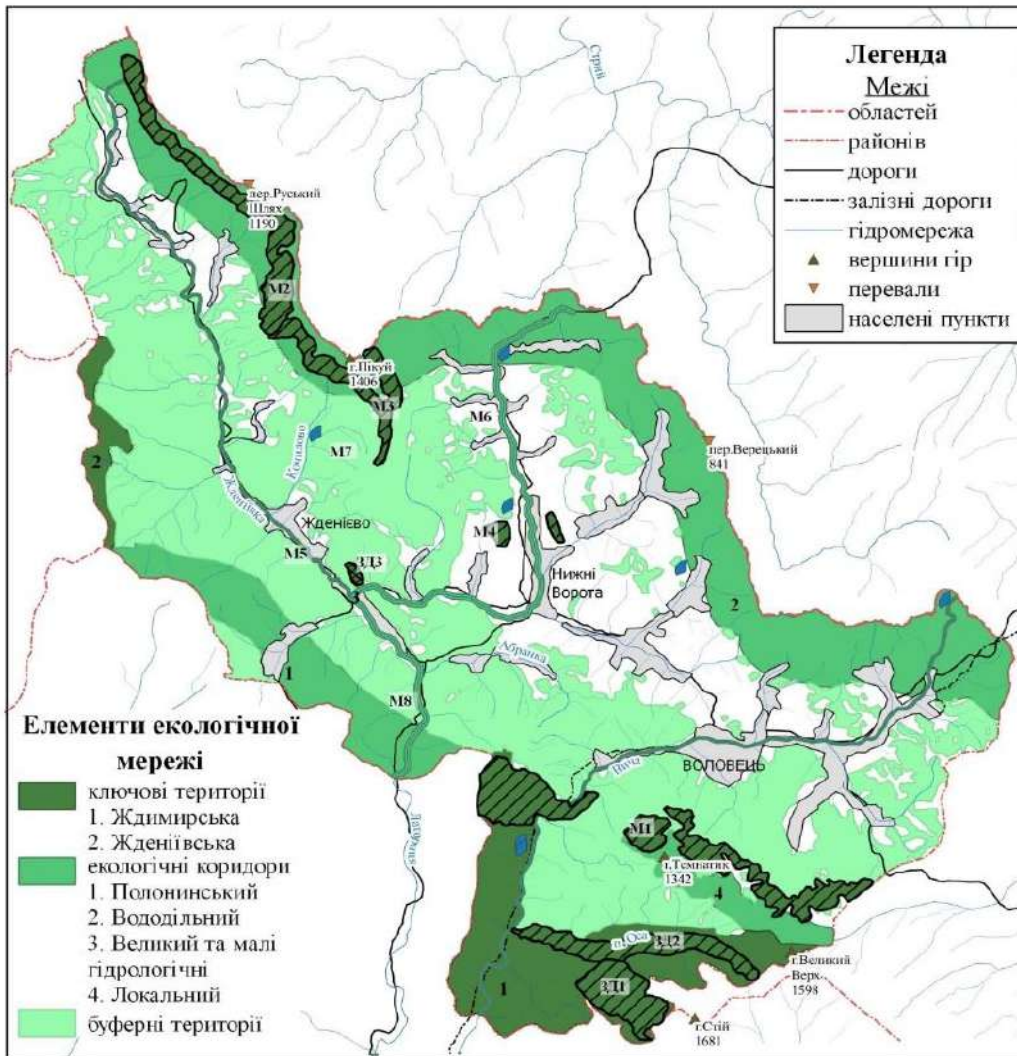 Легенда
Межі
областей
районів
дороги
залізні дороги
гідромережа
вершини гір
перевали
населені пункти
Стрий
пер.Руський
Шлях
1190
М2
г.Пікуй
1406
М3
М6
М7
пер.Верецький
841
2
Жденіївка
Жденієво
М5
ЗД3
М4
Нижні
Ворота
2
Абранка
1
М8
Латориця
Віча
ВОЛОВЕЦЬ
М1
г.Темнатик
1342
4
п. Оса
ЗД2
ЗД1
1
г.Великий
Верх
1598
г.Стій
1681
Елементи екологічної
мережі
ключові території
1. Ждимирська
2. Жденіївська
екологічні коридори
1. Полонинський
2. Вододільний
3. Великий та малі
гідрологічні
4. Локальний
буферні території